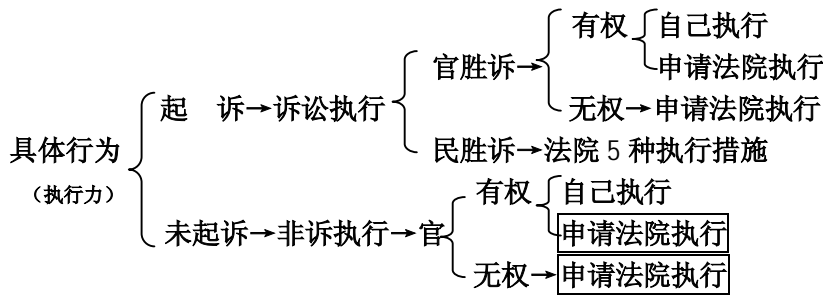 有权 自己执行
官胜诉→ 申请法院执行
起 诉→诉讼执行 无权→申请法院执行
具体行为 民胜诉→法院 5 种执行措施
（执行力） 有权 自己执行
未起诉→非诉执行→官 申请法院执行
无权→申请法院执行